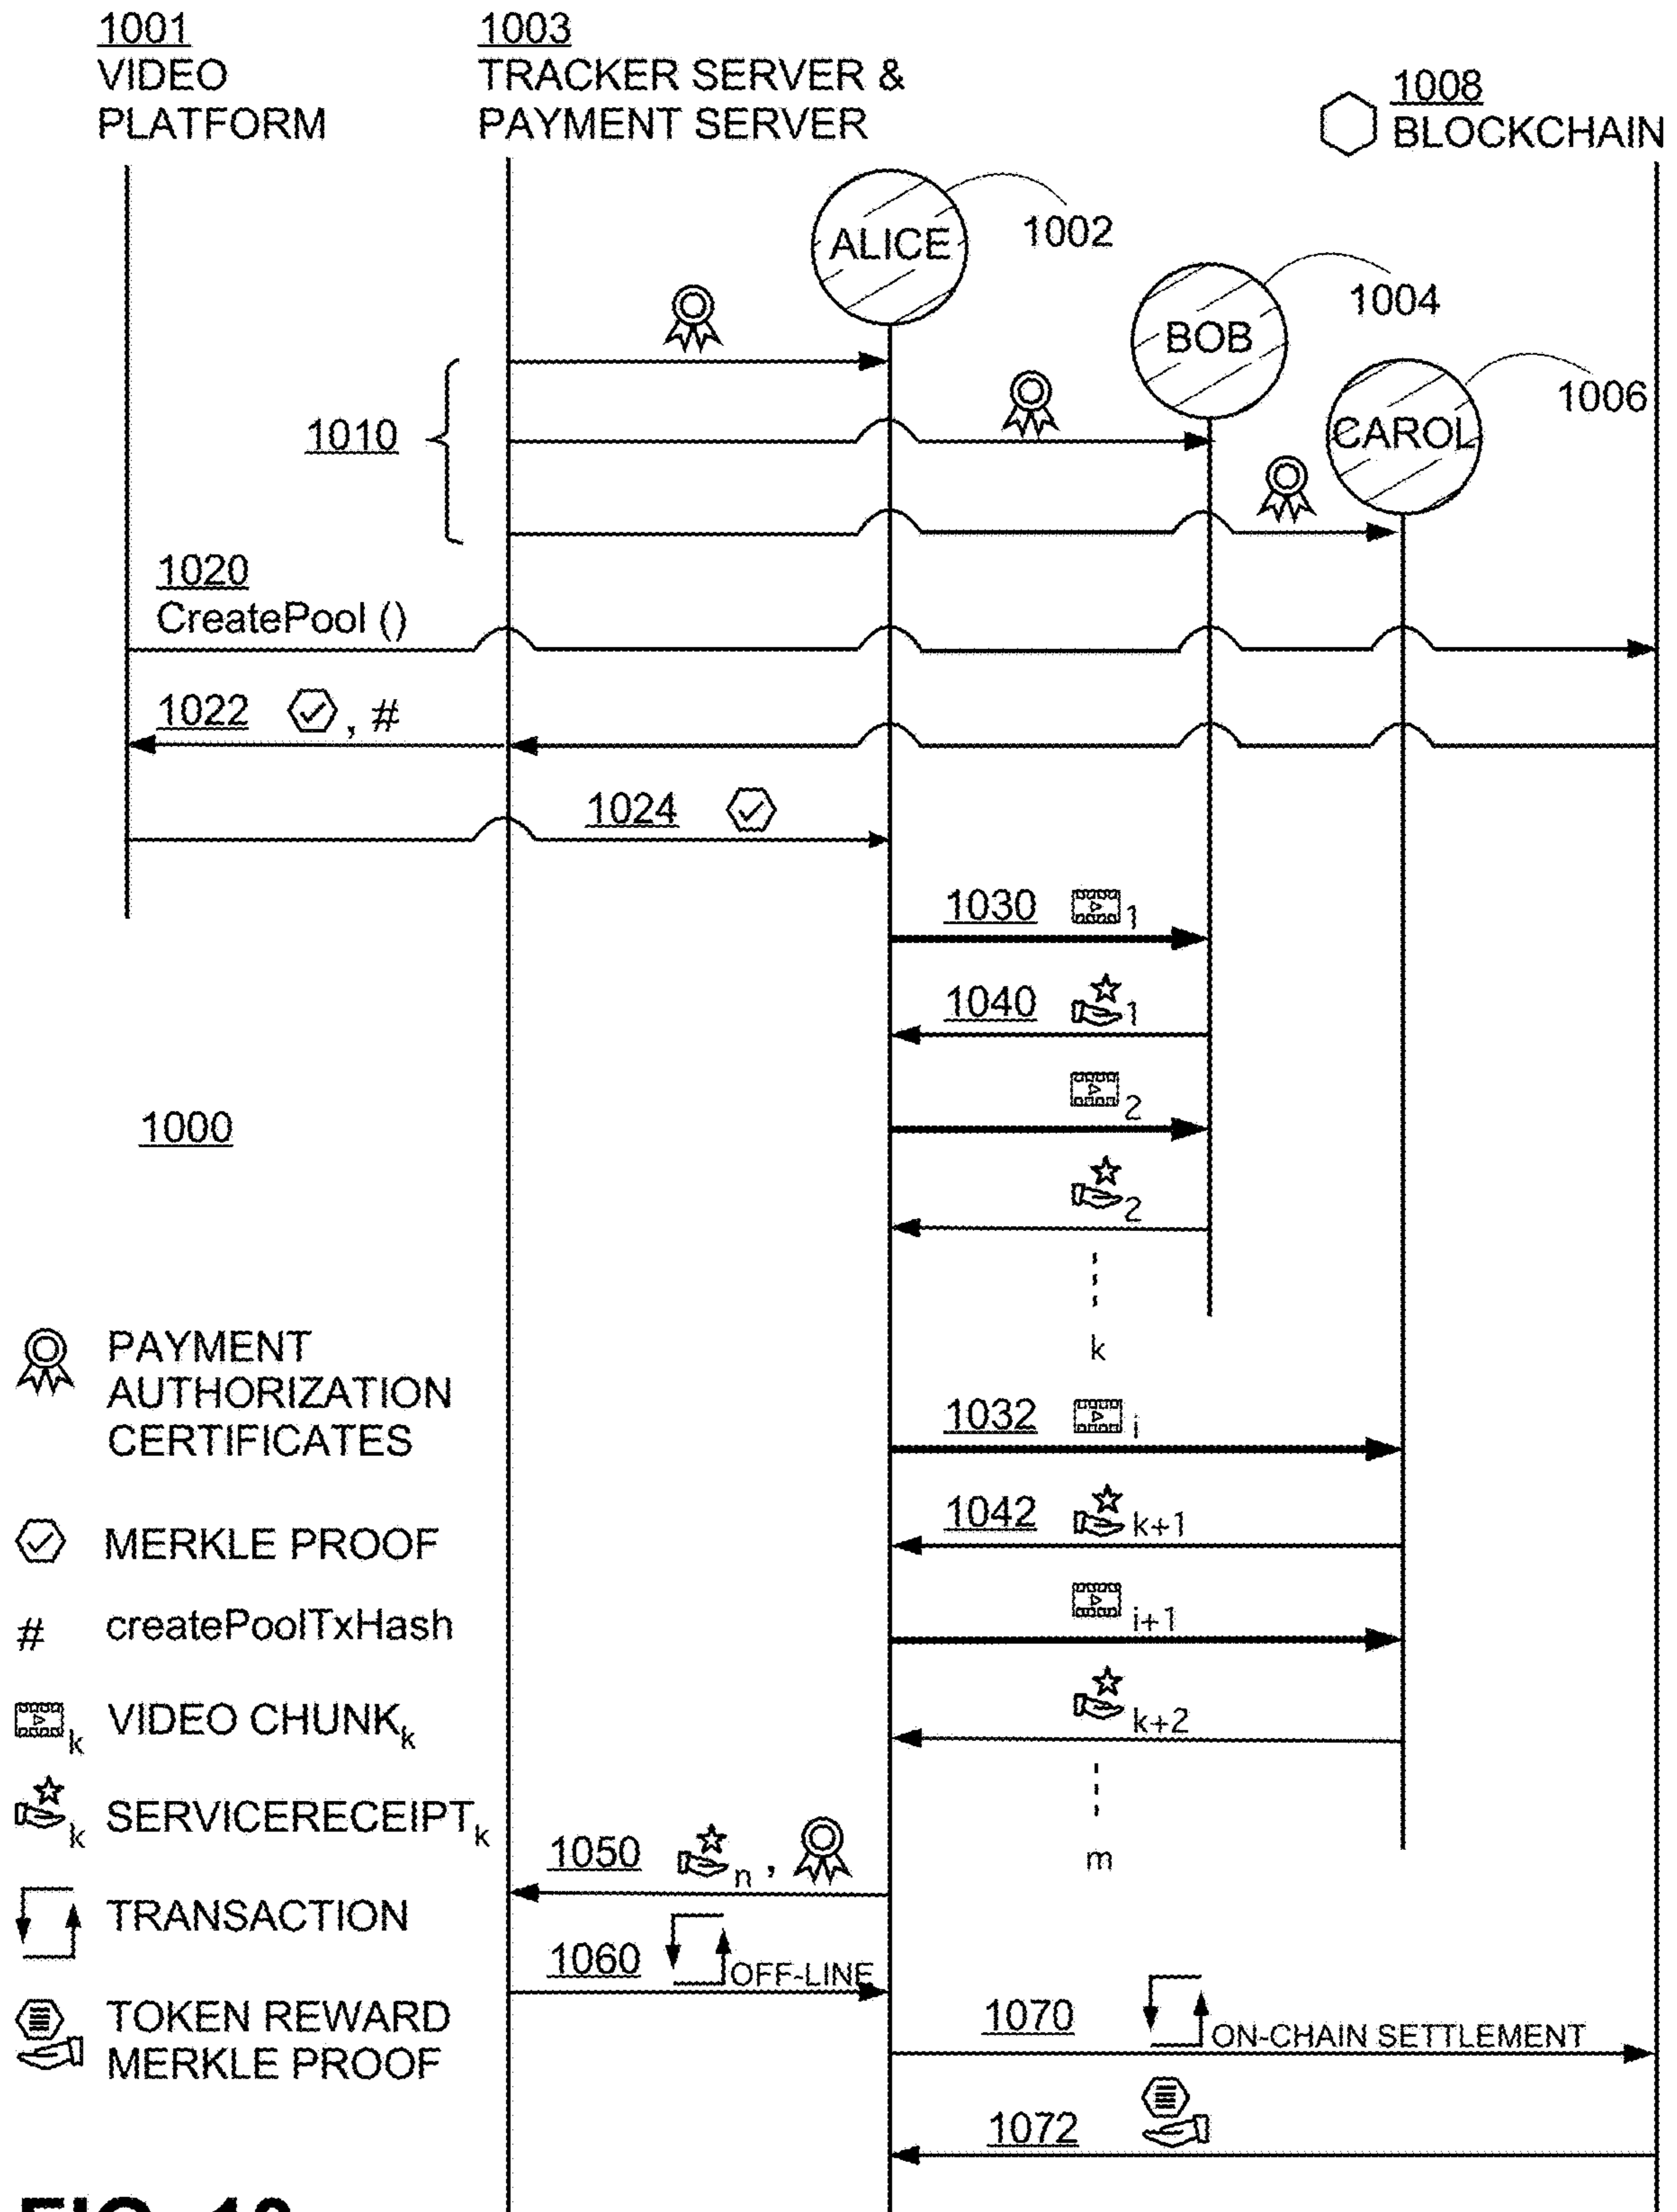 1001
VIDEO
PLATFORM
1003
TRACKER SERVER &
PAYMENT SERVER
1008
BLOCKCHAIN
ALICE
1002
BOB
1004
CAROL
1006
1010
1020
CreatePool ()
1022 , #
1024
1030 1
1040 1
2
1000
2
k
PAYMENT
AUTHORIZATION
CERTIFICATES
1032 i
1042 k+1
MERKLE PROOF
i+1
# createPoolTxHash
k+2
k VIDEO CHUNKk
k SERVICERECEIPTk
m
1050 n ,
TRANSACTION
1060 OFF-LINE
1070 ON-CHAIN SETTLEMENT
TOKEN REWARD
MERKLE PROOF
1072